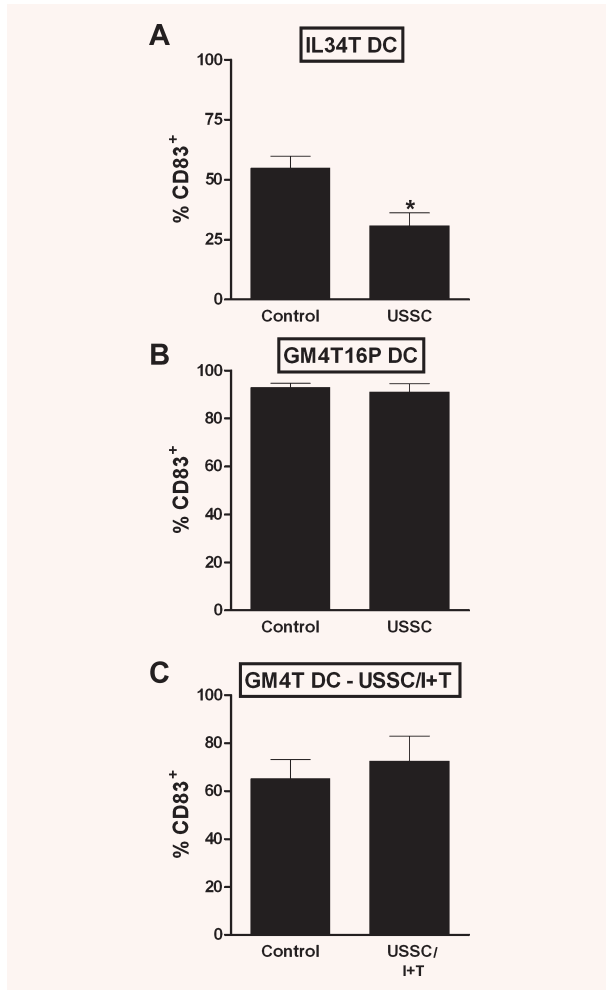 A
IL34T DC
100
75
50
25
0
% CD83+
*
Control
USSC
B
GM4T16P DC
100
80
60
40
20
0
% CD83+
Control
USSC
C
GM4T DC - USSC/I+T
100
80
60
40
20
0
% CD83+
Control
USSC/
I+T